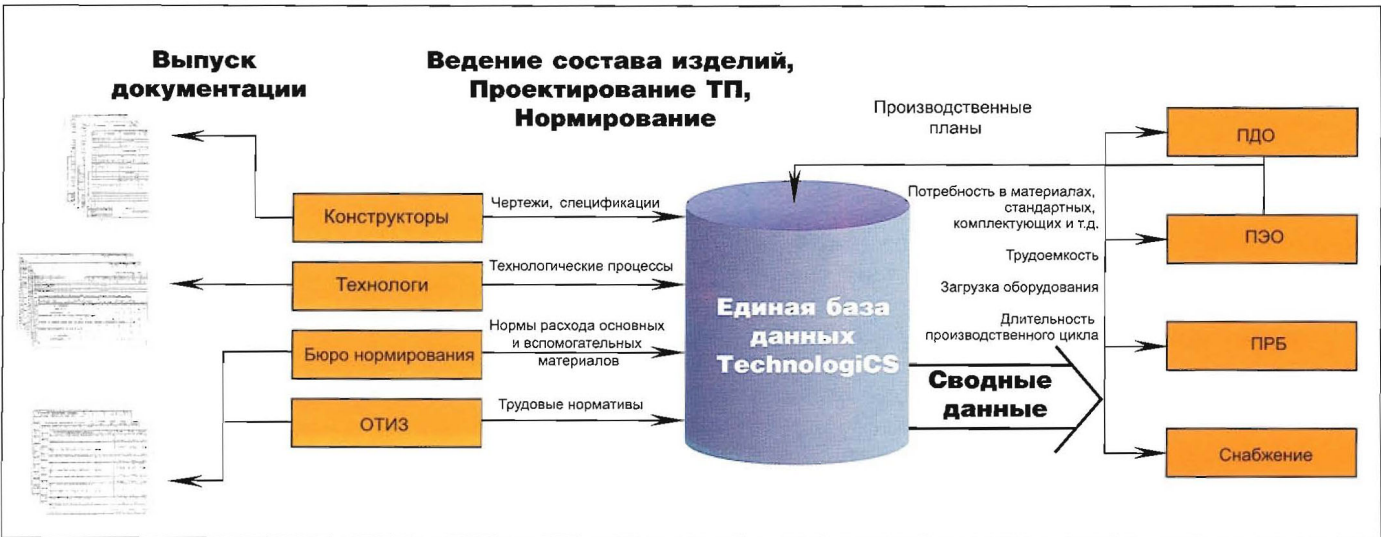 Выпуск
документации
Ведение состава изделий,
Проектирование ТП,
Нормирование
Производственные
планы
ПДО
Конструкторы
Чертежи, спецификации
Потребность в материалах,
стандартных,
комплектующих и т.д.
ПЭО
Технологи
Технологические процессы
Трудоемкость
Загрузка оборудования
Единая база
данных
TechnologiCS
Бюро нормирования
Нормы расхода основных
и вспомогательных
материалов
Длительность
производственного цикла
ПРБ
Сводные
данные
ОТИЗ
Трудовые нормативы
Снабжение